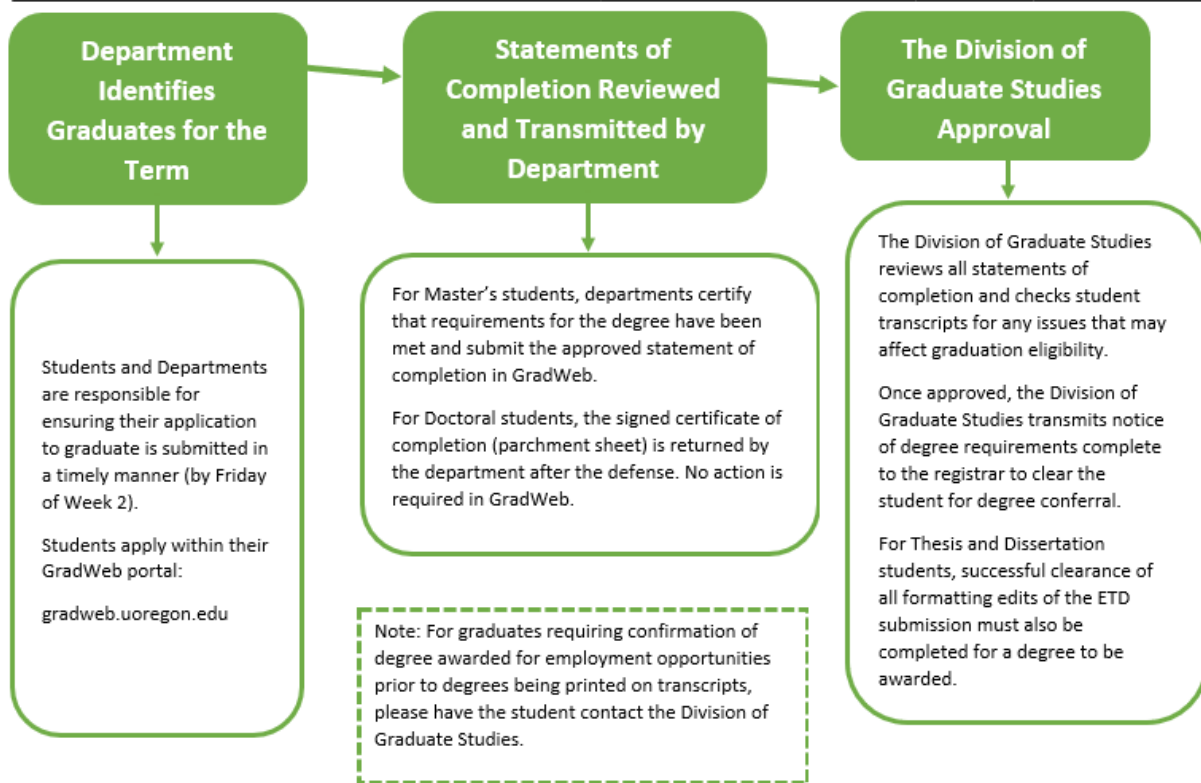 Department
Identifies
Graduates for the
Term
Statements of
Completion Reviewed
and Transmitted by
Department
The Division of
Graduate Studies
Approval
Students and Departments
are responsible for
ensuring their application
to graduate is submitted in
a timely manner (by Friday
of Week 2).
Students apply within their
GradWeb portal:
gradweb.uoregon.edu
For Master’s students, departments certify
that requirements for the degree have been
met and submit the approved statement of
completion in GradWeb.
For Doctoral students, the signed certificate of
completion (parchment sheet) is returned by
the department after the defense. No action is
required in GradWeb.
Note: For graduates requiring confirmation of
degree awarded for employment opportunities
prior to degrees being printed on transcripts,
please have the student contact the Division of
Graduate Studies.
The Division of Graduate Studies
reviews all statements of
completion and checks student
transcripts for any issues that may
affect graduation eligibility.
Once approved, the Division of
Graduate Studies transmits notice
of degree requirements complete
to the registrar to clear the
student for degree conferral.
For Thesis and Dissertation
students, successful clearance of
all formatting edits of the ETD
submission must also be
completed for a degree to be
awarded.